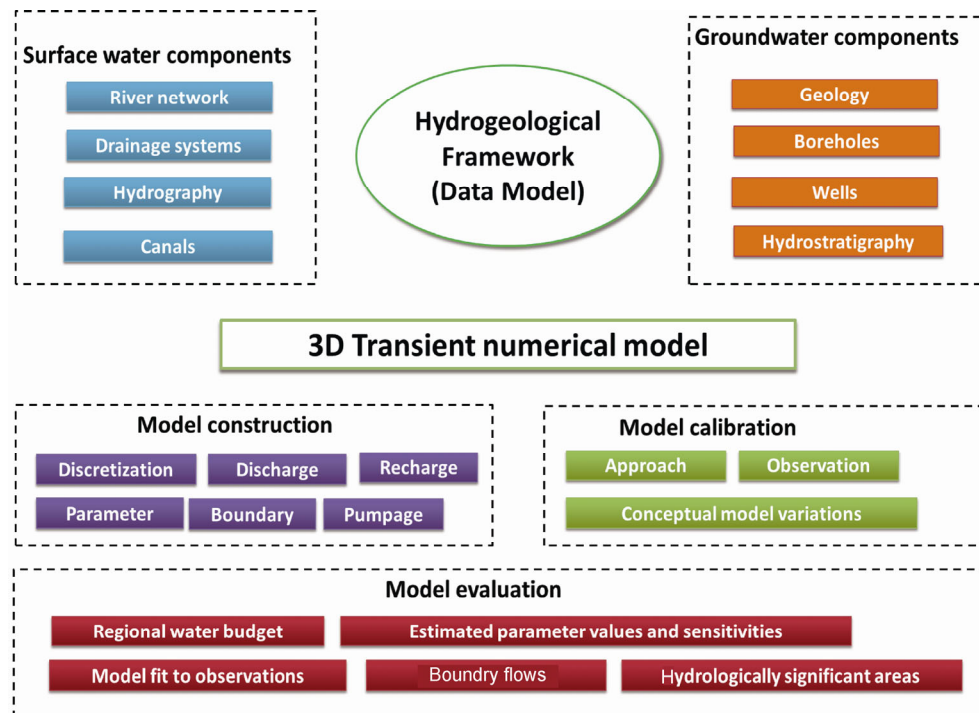 Surface water components
River network
Drainage systems
Hydrography
Canals
Hydrogeological
Framework
(Data Model)
Groundwater components
Geology
Boreholes
Wells
Hydrostratigraphy
3D Transient numerical model
Model construction
Discretization
Discharge
Recharge
Parameter
Boundary
Pumpage
Model calibration
Approach
Observation
Conceptual model variations
Model evaluation
Regional water budget
Estimated parameter values and sensitivities
Model fit to observations
Boundry flows
Hydrologically significant areas